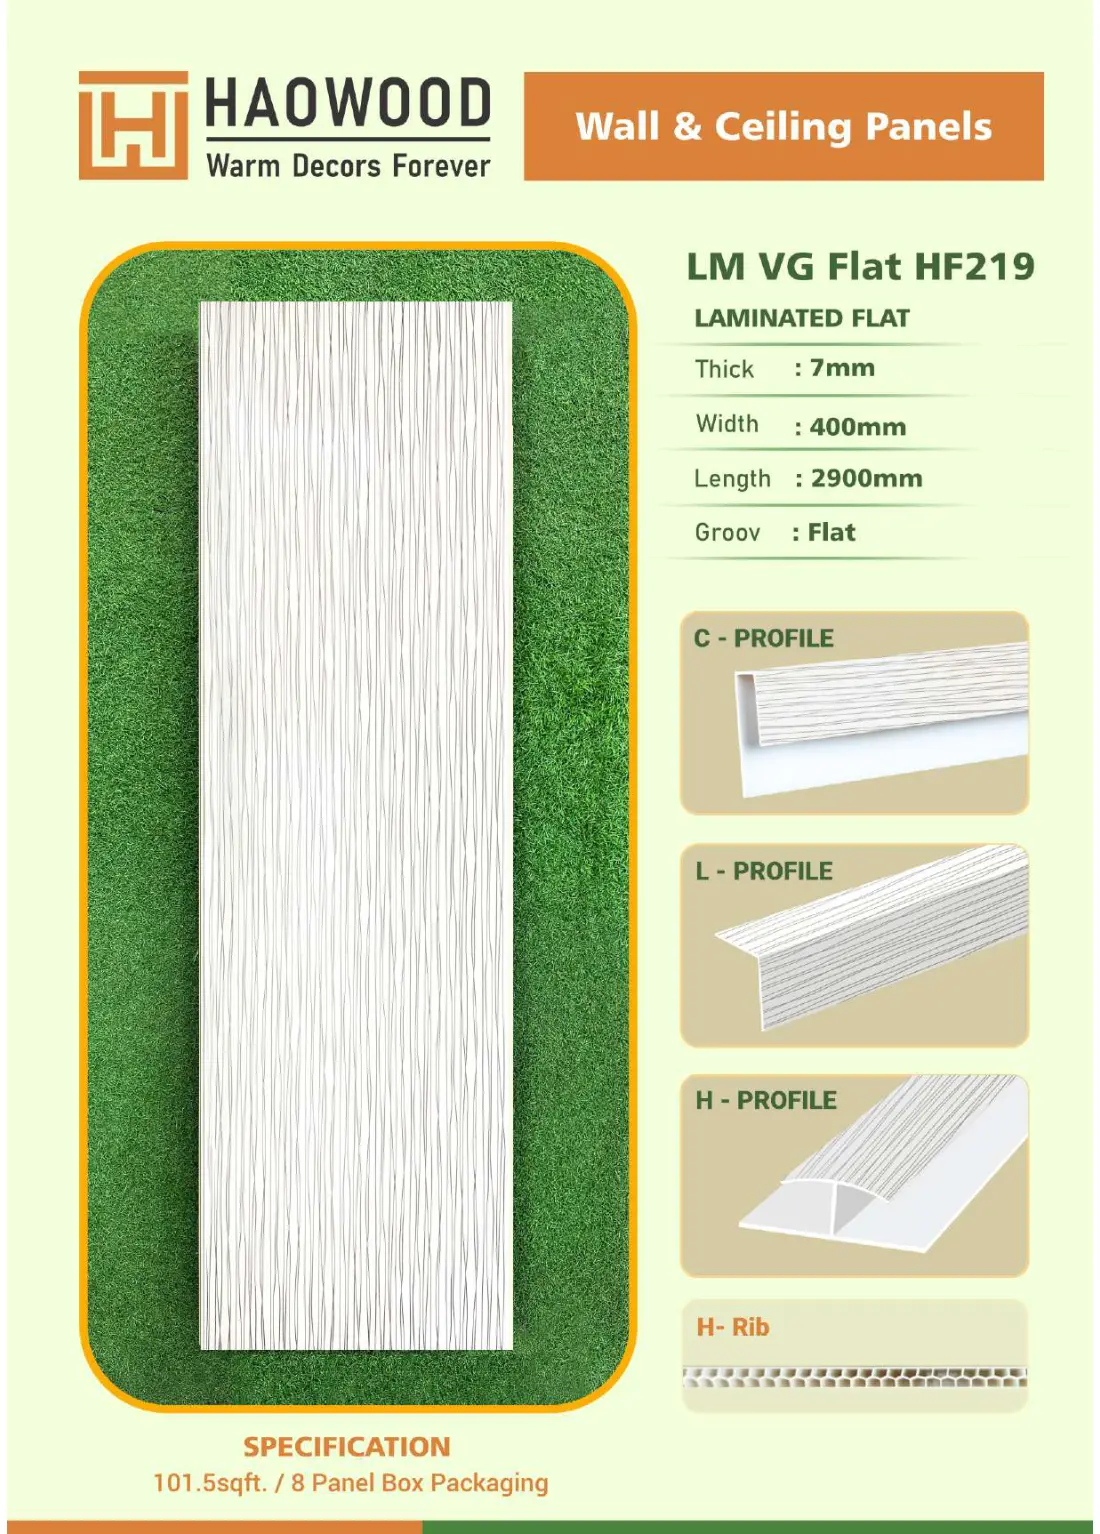 HAOWOOD
Warm Decors Forever
Wall & Ceiling Panels
LM VG Flat HF219
LAMINATED FLAT
Thick : 7mm
Width : 400mm
Length : 2900mm
Groov : Flat
C - PROFILE
L - PROFILE
H - PROFILE
H- Rib
SPECIFICATION
101.5sqft. / 8 Panel Box Packaging